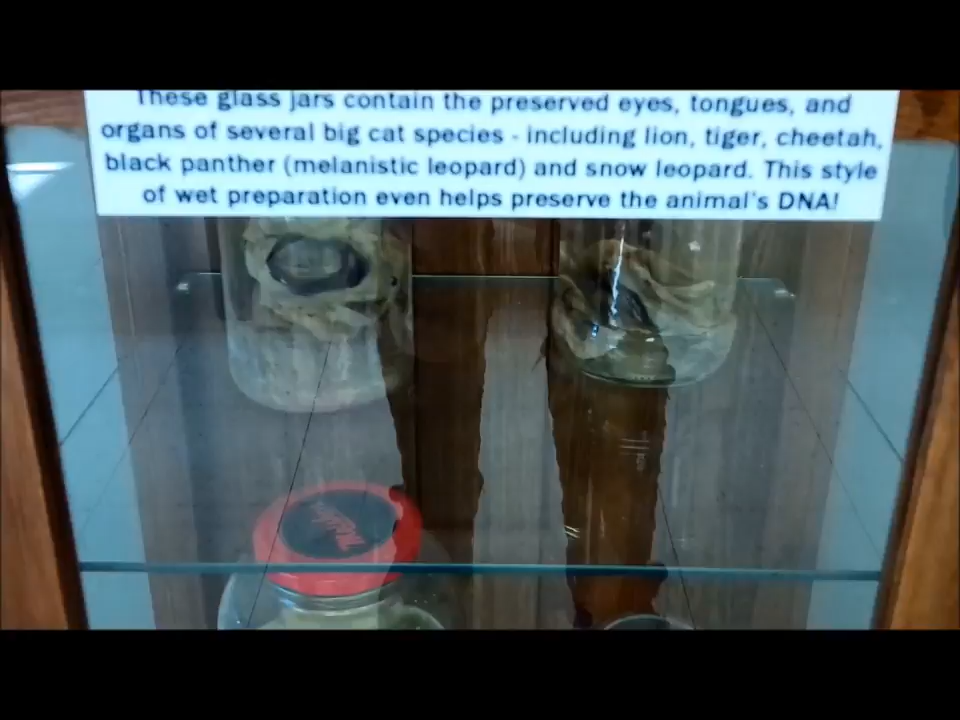 These glass jars contain the preserved eyes, tongues, and
organs of several big cat species - including lion, tiger, cheetah,
black panther (melanistic leopard) and snow leopard. This style
of wet preparation even helps preserve the animal's DNA!